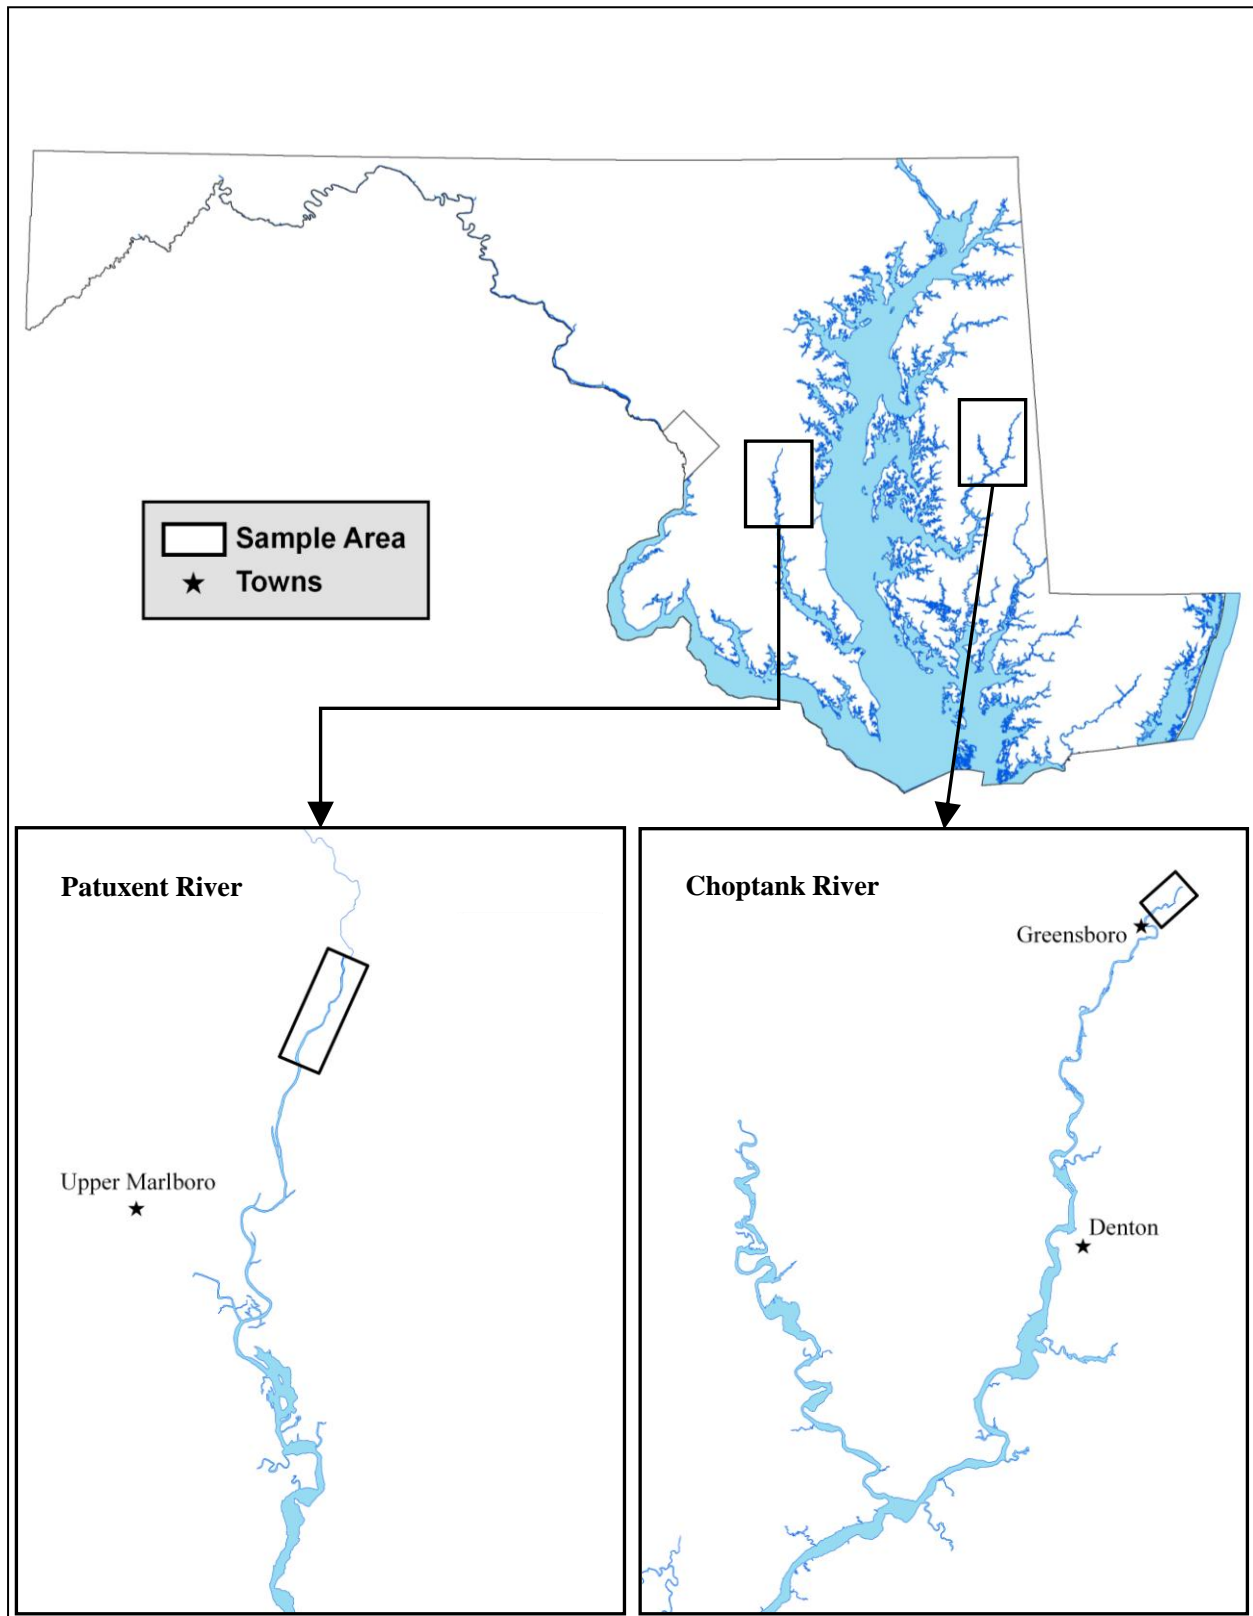 Sample Area
Towns
Patuxent River
Upper Marlboro
Choptank River
Greensboro
Denton